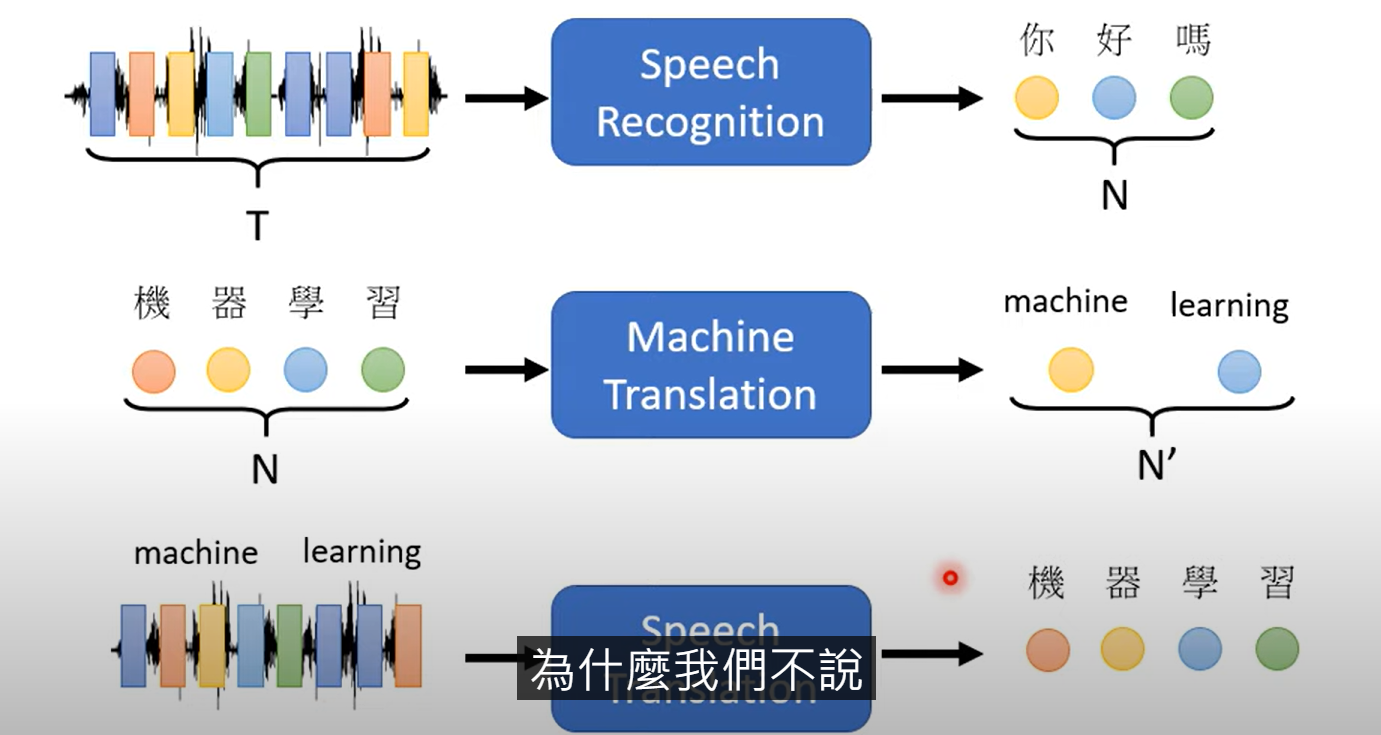 Speech
Recognition
你 好 嗎
T
N
機 器 學 習
Machine
Translation
machine learning
N
N’
machine learning
Speech
Translation
機 器 學 習
為什麼我們不說